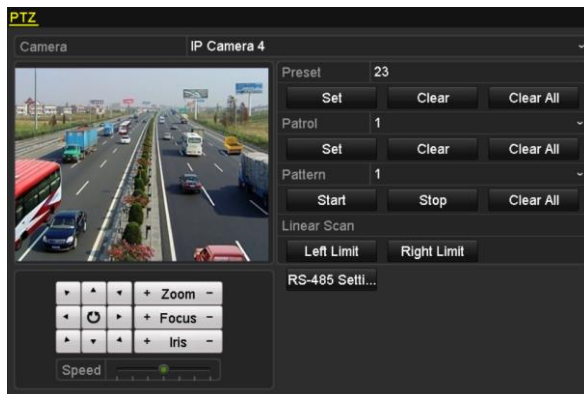 PTZ
Camera IP Camera 4
Preset 23
Set Clear Clear All
Patrol 1
Set Clear Clear All
Pattern 1
Start Stop Clear All
Linear Scan
Left Limit Right Limit
RS-485 Setti...
+ Zoom -
+ Focus -
+ Iris -
Speed